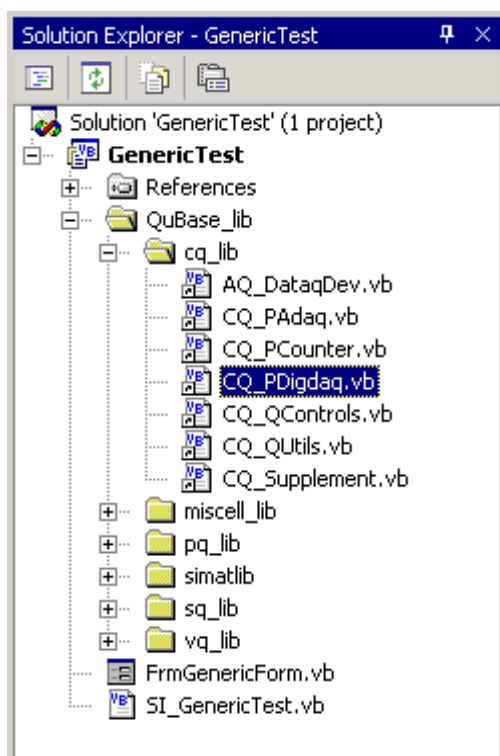 Solution Explorer - GenericTest
Solution 'GenericTest' (1 project)
GenericTest
References
QuBase_lib
cq_lib
AQ_DataqDev.vb
CQ_PAdaq.vb
CQ_PCounter.vb
CQ_PDigdaq.vb
CQ_QControls.vb
CQ_QUtils.vb
CQ_Supplement.vb
miscell_lib
pq_lib
simatlib
sq_lib
vq_lib
FrmGenericForm.vb
SI_GenericTest.vb